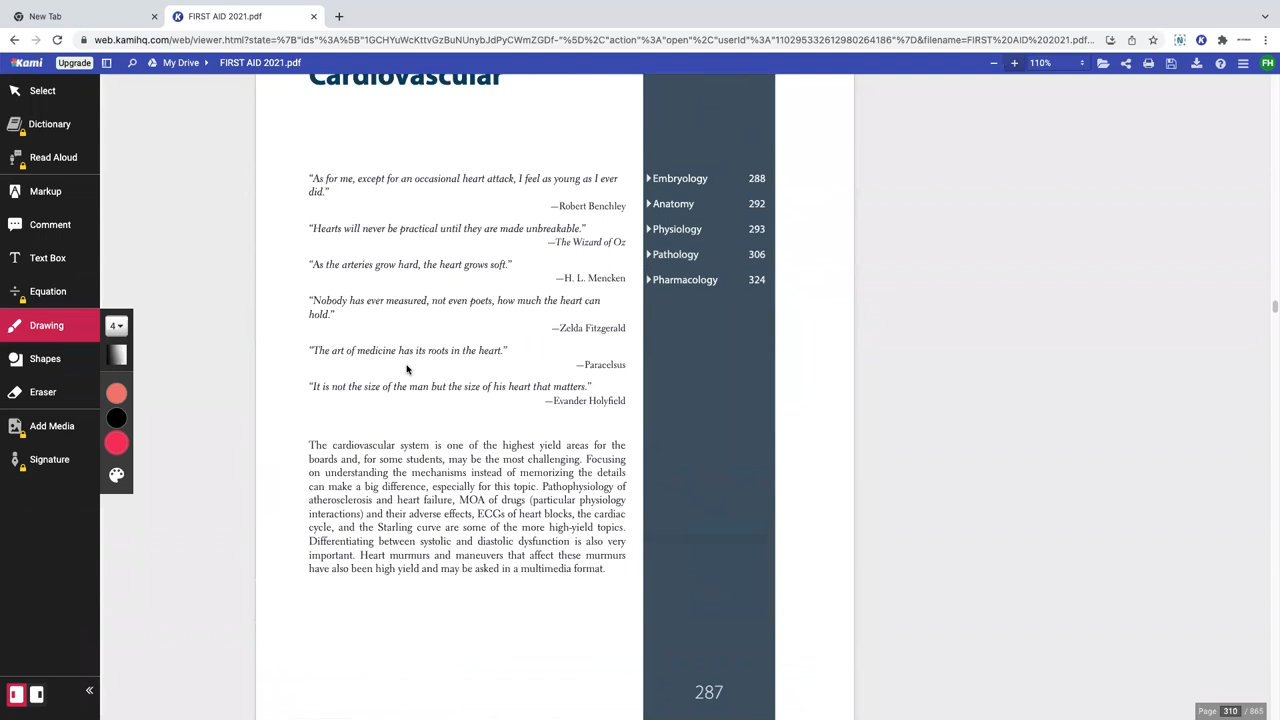 New Tab
FIRST AID 2021.pdf
web.kamihq.com/web/viewer.html?state=%7B"ids"%3A%5B"1GCHYuWcKttvGzBuNUnybJdPyCWmZGDf-"%5D%2C"action"%3A"open"%2C"userId"%3A"110295332612980264186"%7D&filename=FIRST%20AID%202021.pdf...
Kami
Upgrade
My Drive
FIRST AID 2021.pdf
110%
FH
Select
Dictionary
Read Aloud
Markup
Comment
Text Box
Equation
Drawing
Shapes
Eraser
Add Media
Signature
4
Cardiovascular
“As for me, except for an occasional heart attack, I feel as young as I ever
did.”
—Robert Benchley
“Hearts will never be practical until they are made unbreakable.”
—The Wizard of Oz
“As the arteries grow hard, the heart grows soft.”
—H. L. Mencken
“Nobody has ever measured, not even poets, how much the heart can
hold.”
—Zelda Fitzgerald
“The art of medicine has its roots in the heart.”
—Paracelsus
“It is not the size of the man but the size of his heart that matters.”
—Evander Holyfield
The cardiovascular system is one of the highest yield areas for the
boards and, for some students, may be the most challenging. Focusing
on understanding the mechanisms instead of memorizing the details
can make a big difference, especially for this topic. Pathophysiology of
atherosclerosis and heart failure, MOA of drugs (particular physiology
interactions) and their adverse effects, ECGs of heart blocks, the cardiac
cycle, and the Starling curve are some of the more high-yield topics.
Differentiating between systolic and diastolic dysfunction is also very
important. Heart murmurs and maneuvers that affect these murmurs
have also been high yield and may be asked in a multimedia format.
Embryology 288
Anatomy 292
Physiology 293
Pathology 306
Pharmacology 324
287
Page 310 / 865